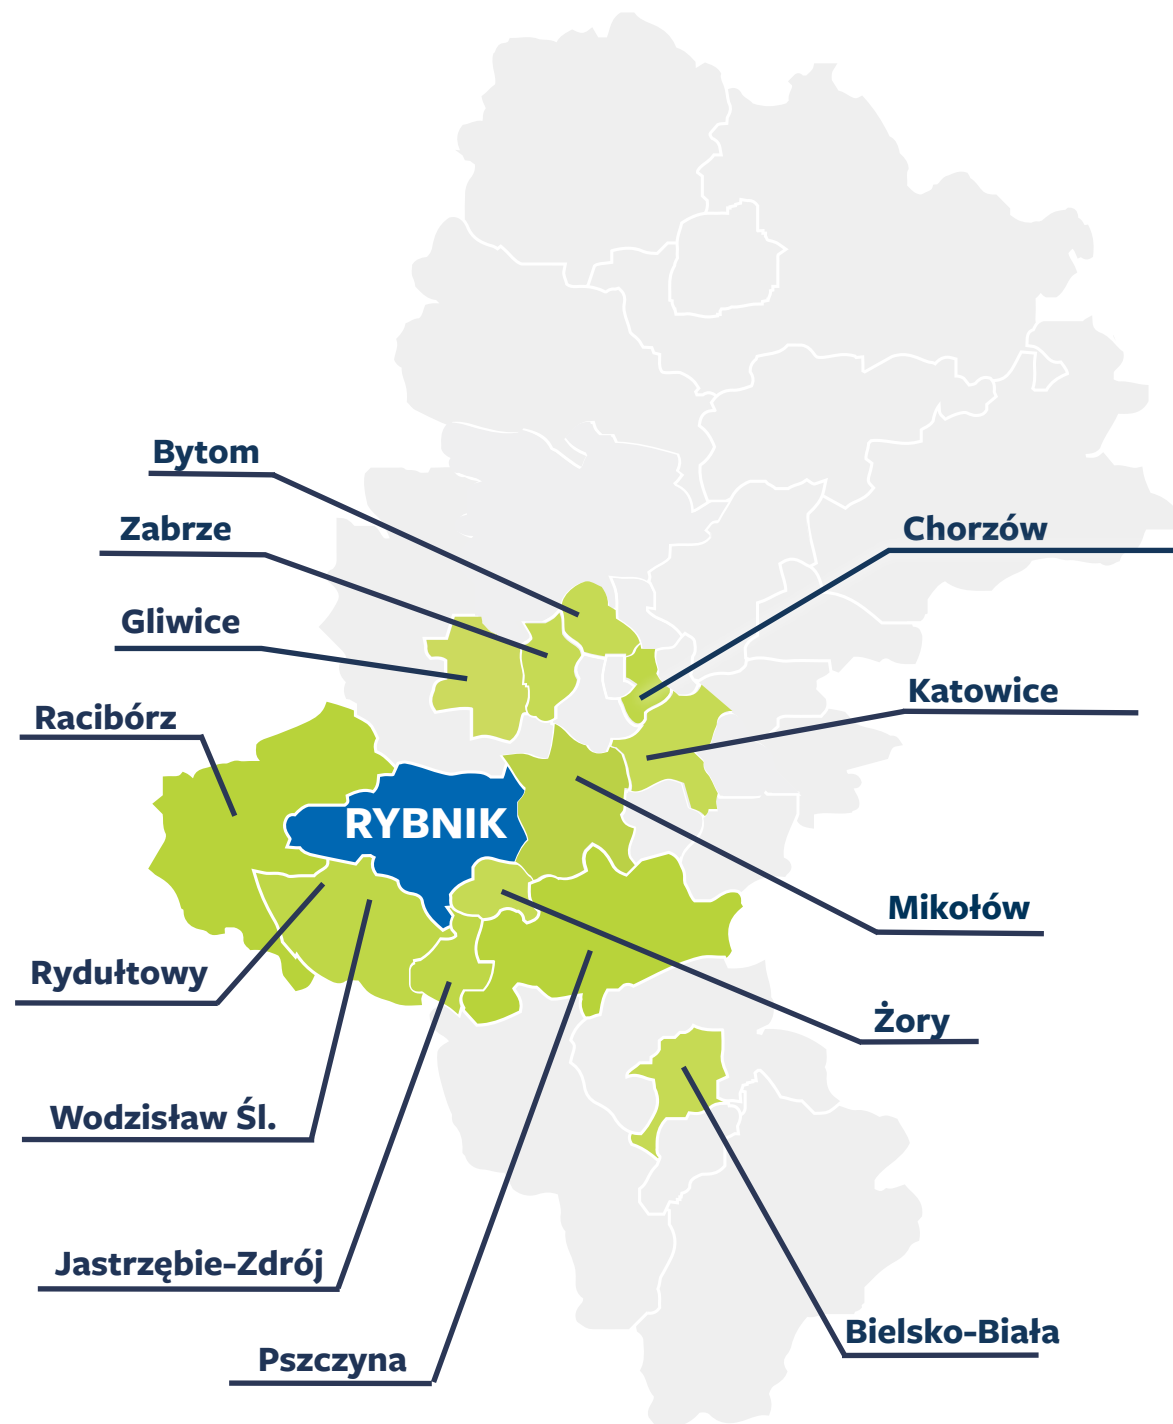 Bytom
Zabrze
Chorzów
Gliwice
Katowice
Racibórz
RYBNIK
Mikołów
Rydułtowy
Żory
Wodzisław Śl.
Jastrzębie-Zdrój
Bielsko-Biała
Pszczyna